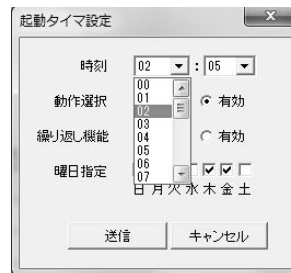 起動タイマ設定
時刻 02 : 05
00
01
02
03
04
05
06
07
動作選択 有効
繰り返し機能 有効
曜日指定
日 月 火 水 木 金 土
送信 キャンセル